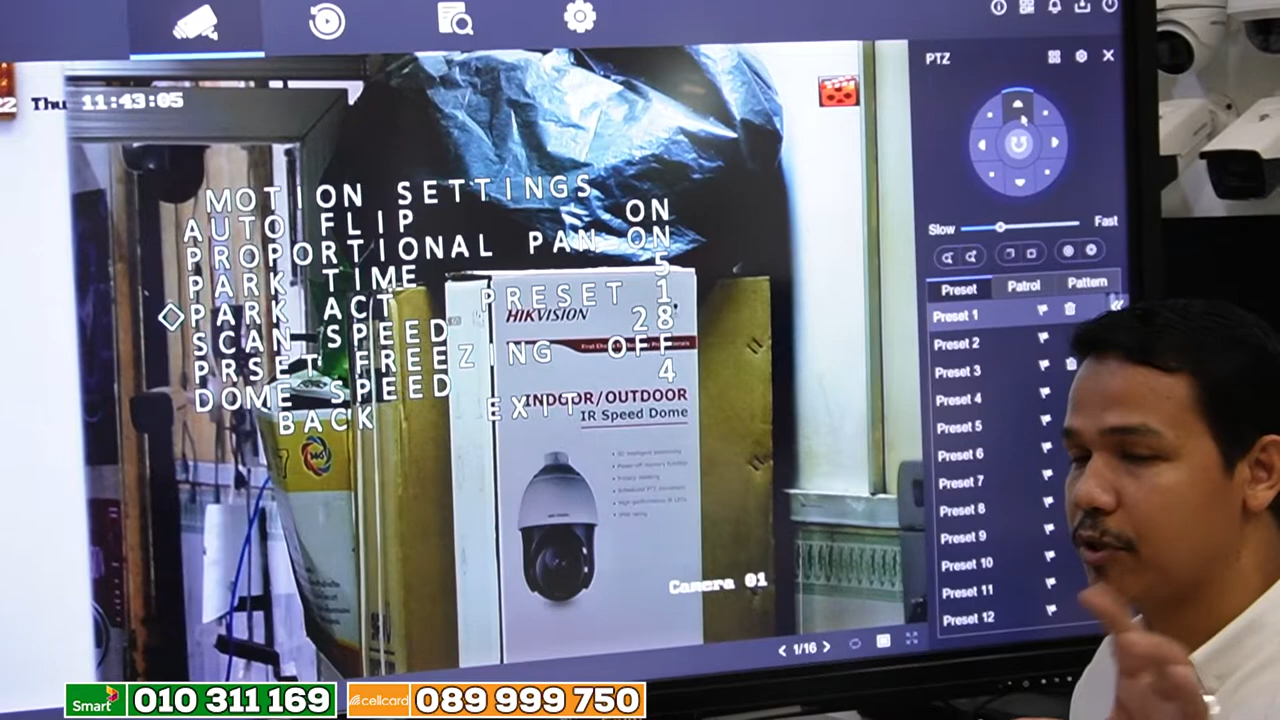 PTZ
22 Thu 11:43:05
MOTION SETTINGS
AUTO FLIP ON
PROPORTIONAL PAN ON
PARK TIME 5
PARK ACT PRESET 1
SCAN SPEED 28
PRSET FREEZING OFF
DOME SPEED 4
BACK EXIT
HIKVISION
INDOOR/OUTDOOR
IR Speed Dome
Camera 01
1/16
Slow Fast
Preset Patrol Pattern
Preset 1
Preset 2
Preset 3
Preset 4
Preset 5
Preset 6
Preset 7
Preset 8
Preset 9
Preset 10
Preset 11
Preset 12
Smart 010 311 169
cellcard 089 999 750